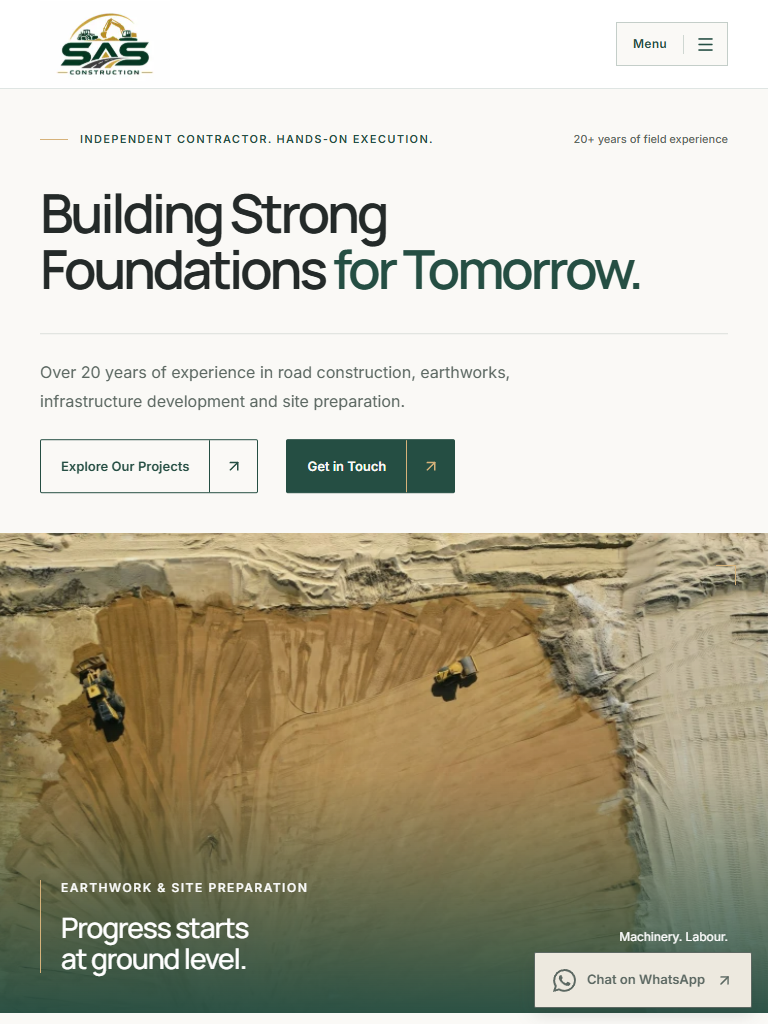 SAS
CONSTRUCTION
Menu
INDEPENDENT CONTRACTOR. HANDS-ON EXECUTION.
20+ years of field experience
Building Strong
Foundations for Tomorrow.
Over 20 years of experience in road construction, earthworks,
infrastructure development and site preparation.
Explore Our Projects
Get in Touch
EARTHWORK & SITE PREPARATION
Progress starts
at ground level.
Machinery. Labour.
Chat on WhatsApp